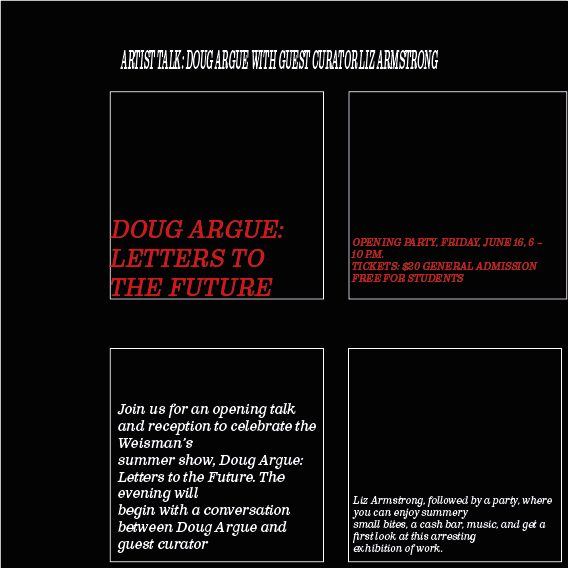 ARTIST TALK: DOUG ARGUE WITH GUEST CURATOR LIZ ARMSTRONG
DOUG ARGUE:
LETTERS TO
THE FUTURE
OPENING PARTY, FRIDAY, JUNE 16, 6 –
10 P.M.
TICKETS: $20 GENERAL ADMISSION
FREE FOR STUDENTS
Join us for an opening talk
and reception to celebrate the
Weisman's
summer show, Doug Argue:
Letters to the Future. The
evening will
begin with a conversation
between Doug Argue and
guest curator
Liz Armstrong, followed by a party, where
you can enjoy summery
small bites, a cash bar, music, and get a
first look at this arresting
exhibition of work.